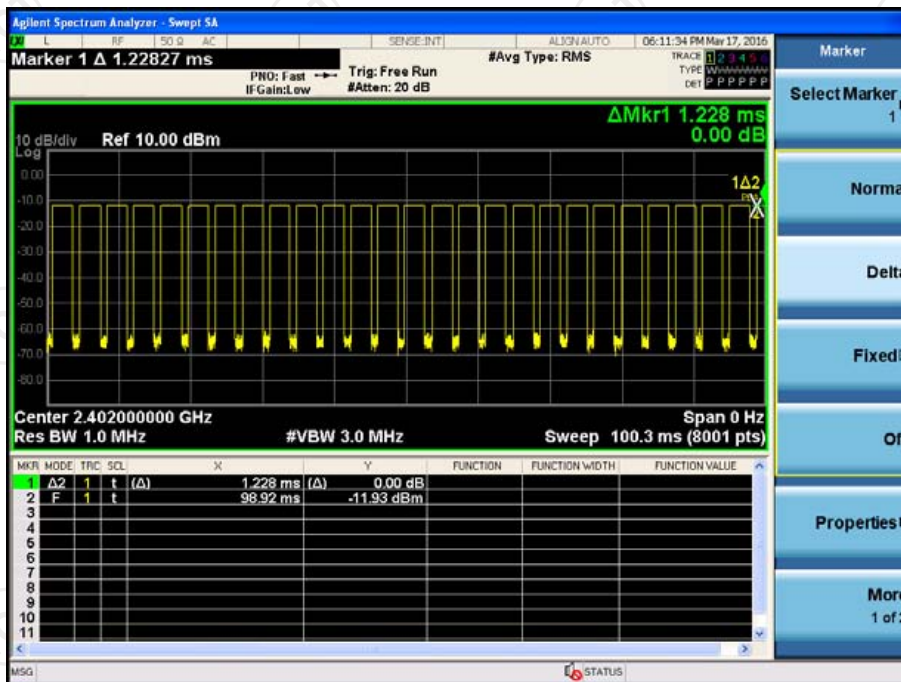 Agilent Spectrum Analyzer - Swept SA
L RF 50 Ω AC SENSE:INT ALIGNAUTO 06:11:34 PM May 17, 2016
Marker 1 Δ 1.22827 ms
PNO: Fast
IFGain:Low
Trig: Free Run
#Atten: 20 dB
#Avg Type: RMS
TRACE 1 2 3 4 5 6
TYPE W
DET P P P P P P
ΔMkr1 1.228 ms
0.00 dB
10 dB/div Ref 10.00 dBm
Log
0.00
-10.0
-20.0
-30.0
-40.0
-50.0
-60.0
-70.0
-80.0
1Δ2
Center 2.402000000 GHz Span 0 Hz
Res BW 1.0 MHz #VBW 3.0 MHz Sweep 100.3 ms (8001 pts)
MKR MODE TRC SCL X Y FUNCTION FUNCTION WIDTH FUNCTION VALUE
1 Δ2 1 t (Δ) 1.228 ms (Δ) 0.00 dB
2 F 1 t 98.92 ms -11.93 dBm
3
4
5
6
7
8
9
10
11
MSG STATUS
Marker
Select Marker
1
Norma
Delta
Fixed
Of
Properties
More
1 of 2